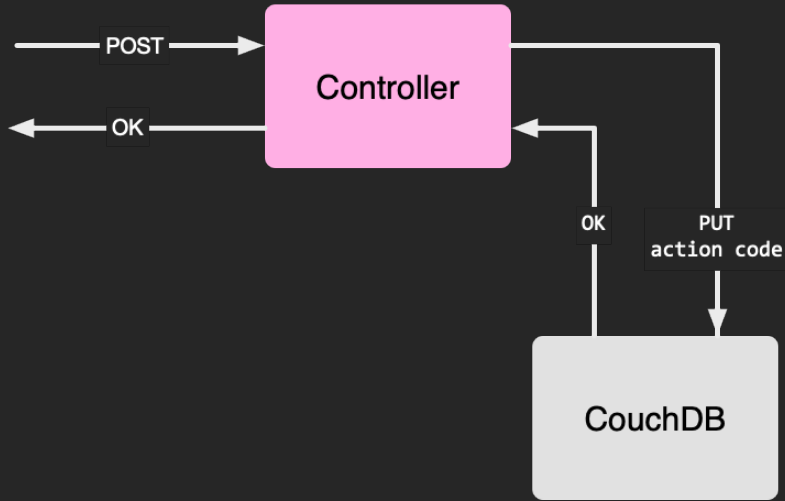 POST
Controller
OK
OK
PUT
action code
CouchDB